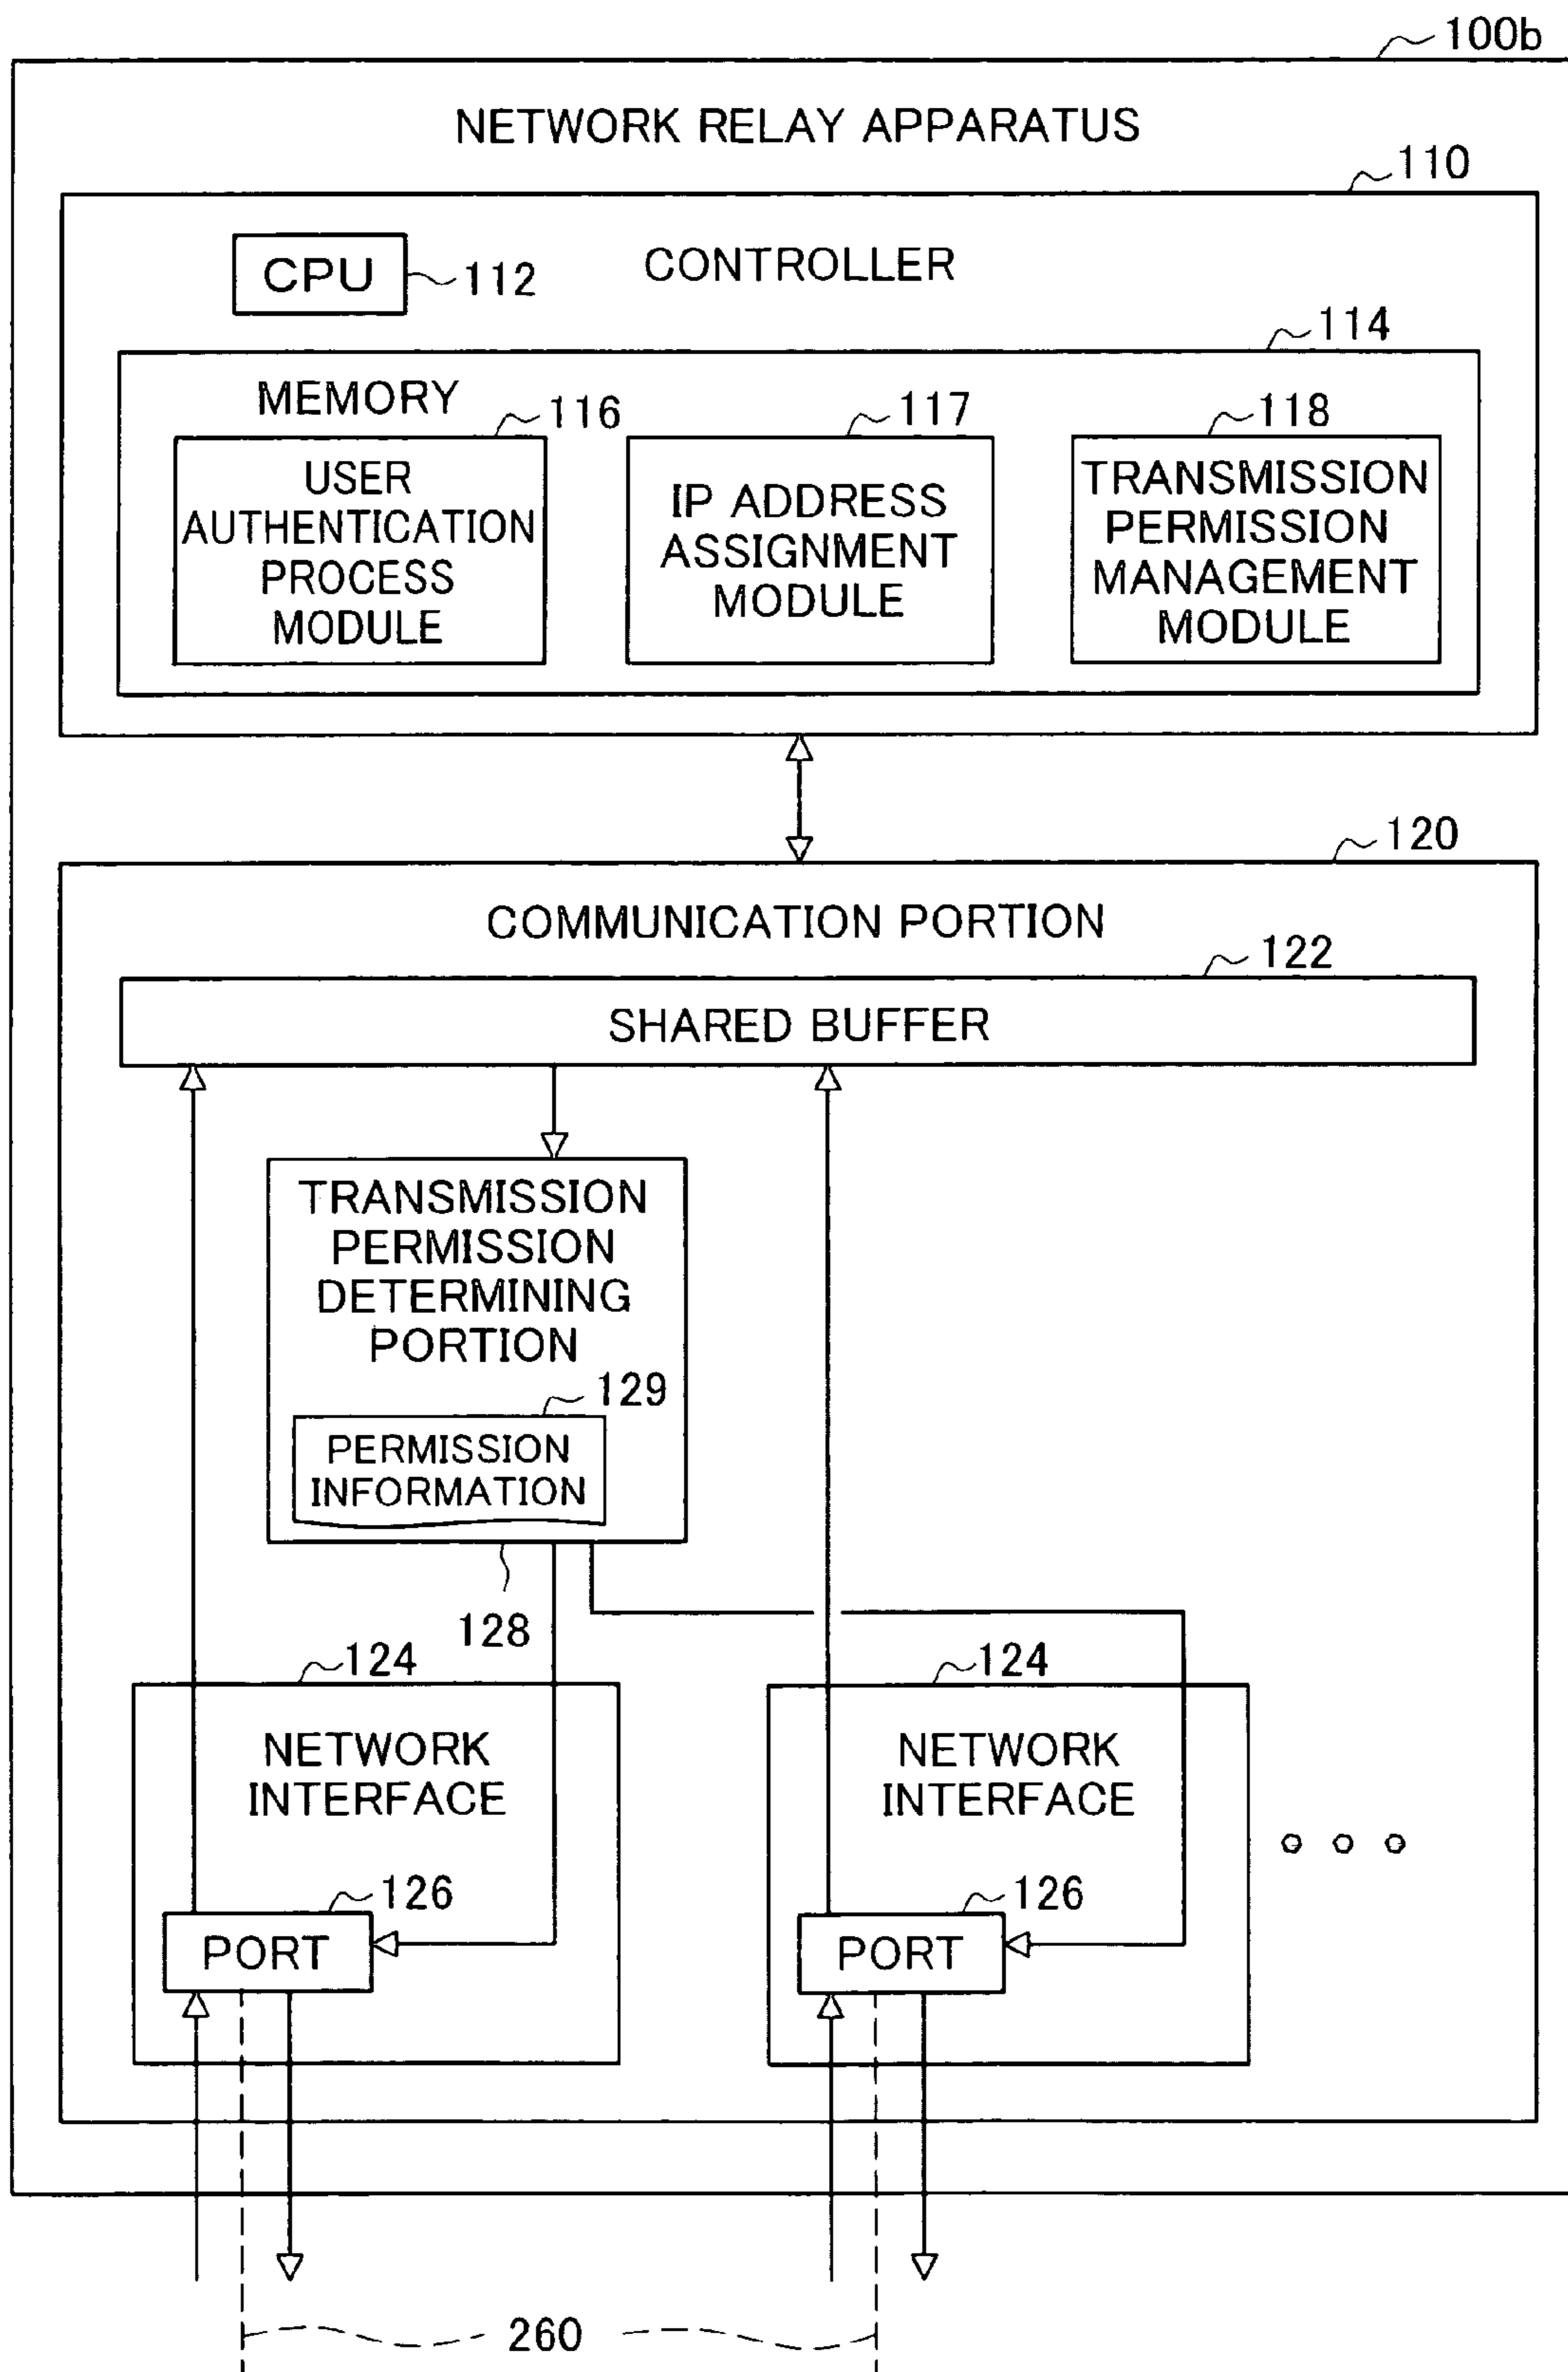 100b
NETWORK RELAY APPARATUS
110
CPU
112
CONTROLLER
114
MEMORY
116
USER
AUTHENTICATION
PROCESS
MODULE
117
IP ADDRESS
ASSIGNMENT
MODULE
118
TRANSMISSION
PERMISSION
MANAGEMENT
MODULE
120
COMMUNICATION PORTION
122
SHARED BUFFER
TRANSMISSION
PERMISSION
DETERMINING
PORTION
129
PERMISSION
INFORMATION
128
124
NETWORK
INTERFACE
126
PORT
124
NETWORK
INTERFACE
126
PORT
260